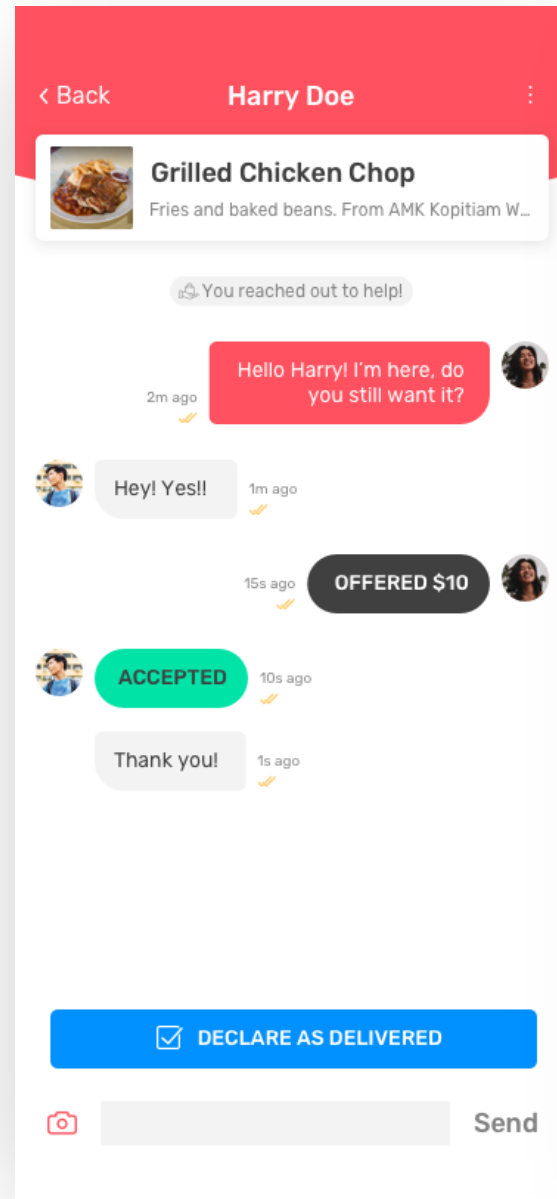 Back
Harry Doe
Grilled Chicken Chop
Fries and baked beans. From AMK Kopitiam W...
You reached out to help!
Hello Harry! I'm here, do
you still want it?
2m ago
Hey! Yes!!
1m ago
15s ago
OFFERED $10
ACCEPTED
10s ago
Thank you!
1s ago
DECLARE AS DELIVERED
Send